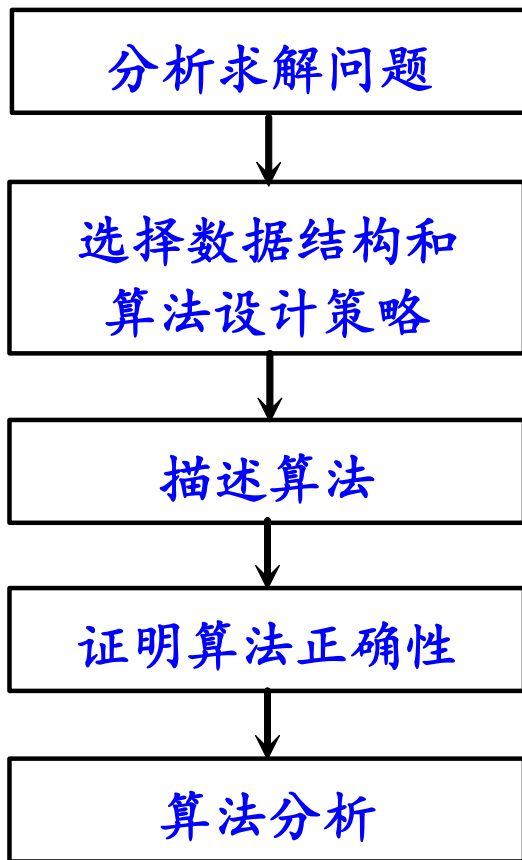 分析求解问题
选择数据结构和
算法设计策略
描述算法
证明算法正确性
算法分析